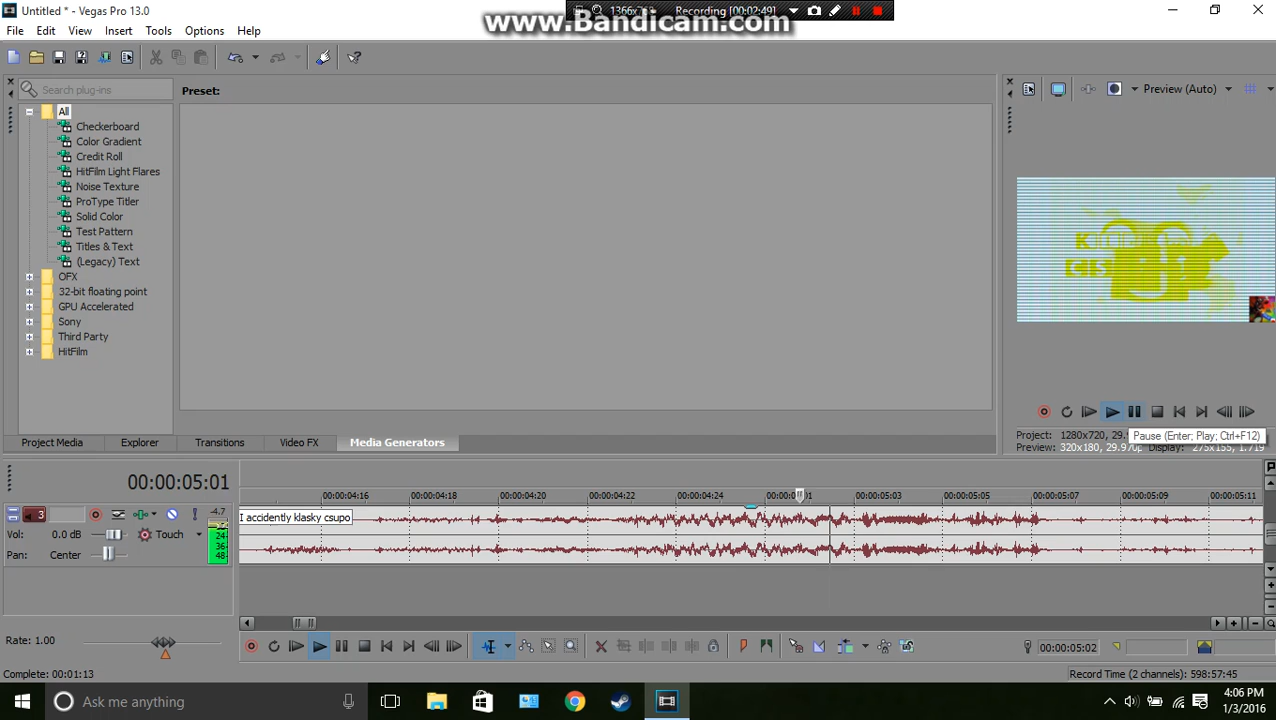 Untitled * - Vegas Pro 13.0
www.Bandicam.com
Recording [00:02:49]
File Edit View Insert Tools Options Help
Search plug-ins
Preset:
Preview (Auto)
All
Checkerboard
Color Gradient
Credit Roll
HitFilm Light Flares
Noise Texture
ProType Titler
Solid Color
Test Pattern
Titles & Text
(Legacy) Text
OFX
32-bit floating point
GPU Accelerated
Sony
Third Party
HitFilm
Pause (Enter; Play; Ctrl+F12)
Project: 1280x720, 29.9
Preview: 320x180, 29.970p Display: 275x155, 1.719
Project Media Explorer Transitions Video FX Media Generators
00:00:05:01
00:00:04:16 00:00:04:18 00:00:04:20 00:00:04:22 00:00:04:24 00:00:05:03 00:00:05:05 00:00:05:07 00:00:05:09 00:00:05:11
3
-4.7
I accidently klasky csupo
Vol: 0.0 dB Touch
24
36
48
Pan: Center
Rate: 1.00
00:00:05:02
Complete: 00:01:13
Record Time (2 channels): 598:57:45
Ask me anything
4:06 PM
1/3/2016